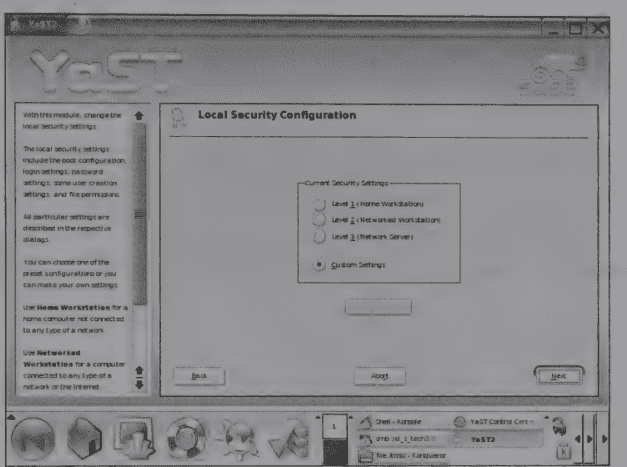 YaST2
YaST
With this module, change the
local security settings.
The local security settings
include the boot configuration,
login settings, password
settings, some user creation
settings, and file permissions.
All particular settings are
described in the respective
dialogs.
You can choose one of the
preset configurations or you
can make your own settings.
Use Home Workstation for a
home computer not connected
to any type of a network.
Use Networked
Workstation for a computer
connected to any type of a
network or the Internet.
Local Security Configuration
Current Security Settings
Level 1 (Home Workstation)
Level 2 (Networked Workstation)
Level 3 (Network Server)
Custom Settings
Back
Abort
Next
1
Shell - Konsole
YaST Control Cen
YaST2
- Konqueror